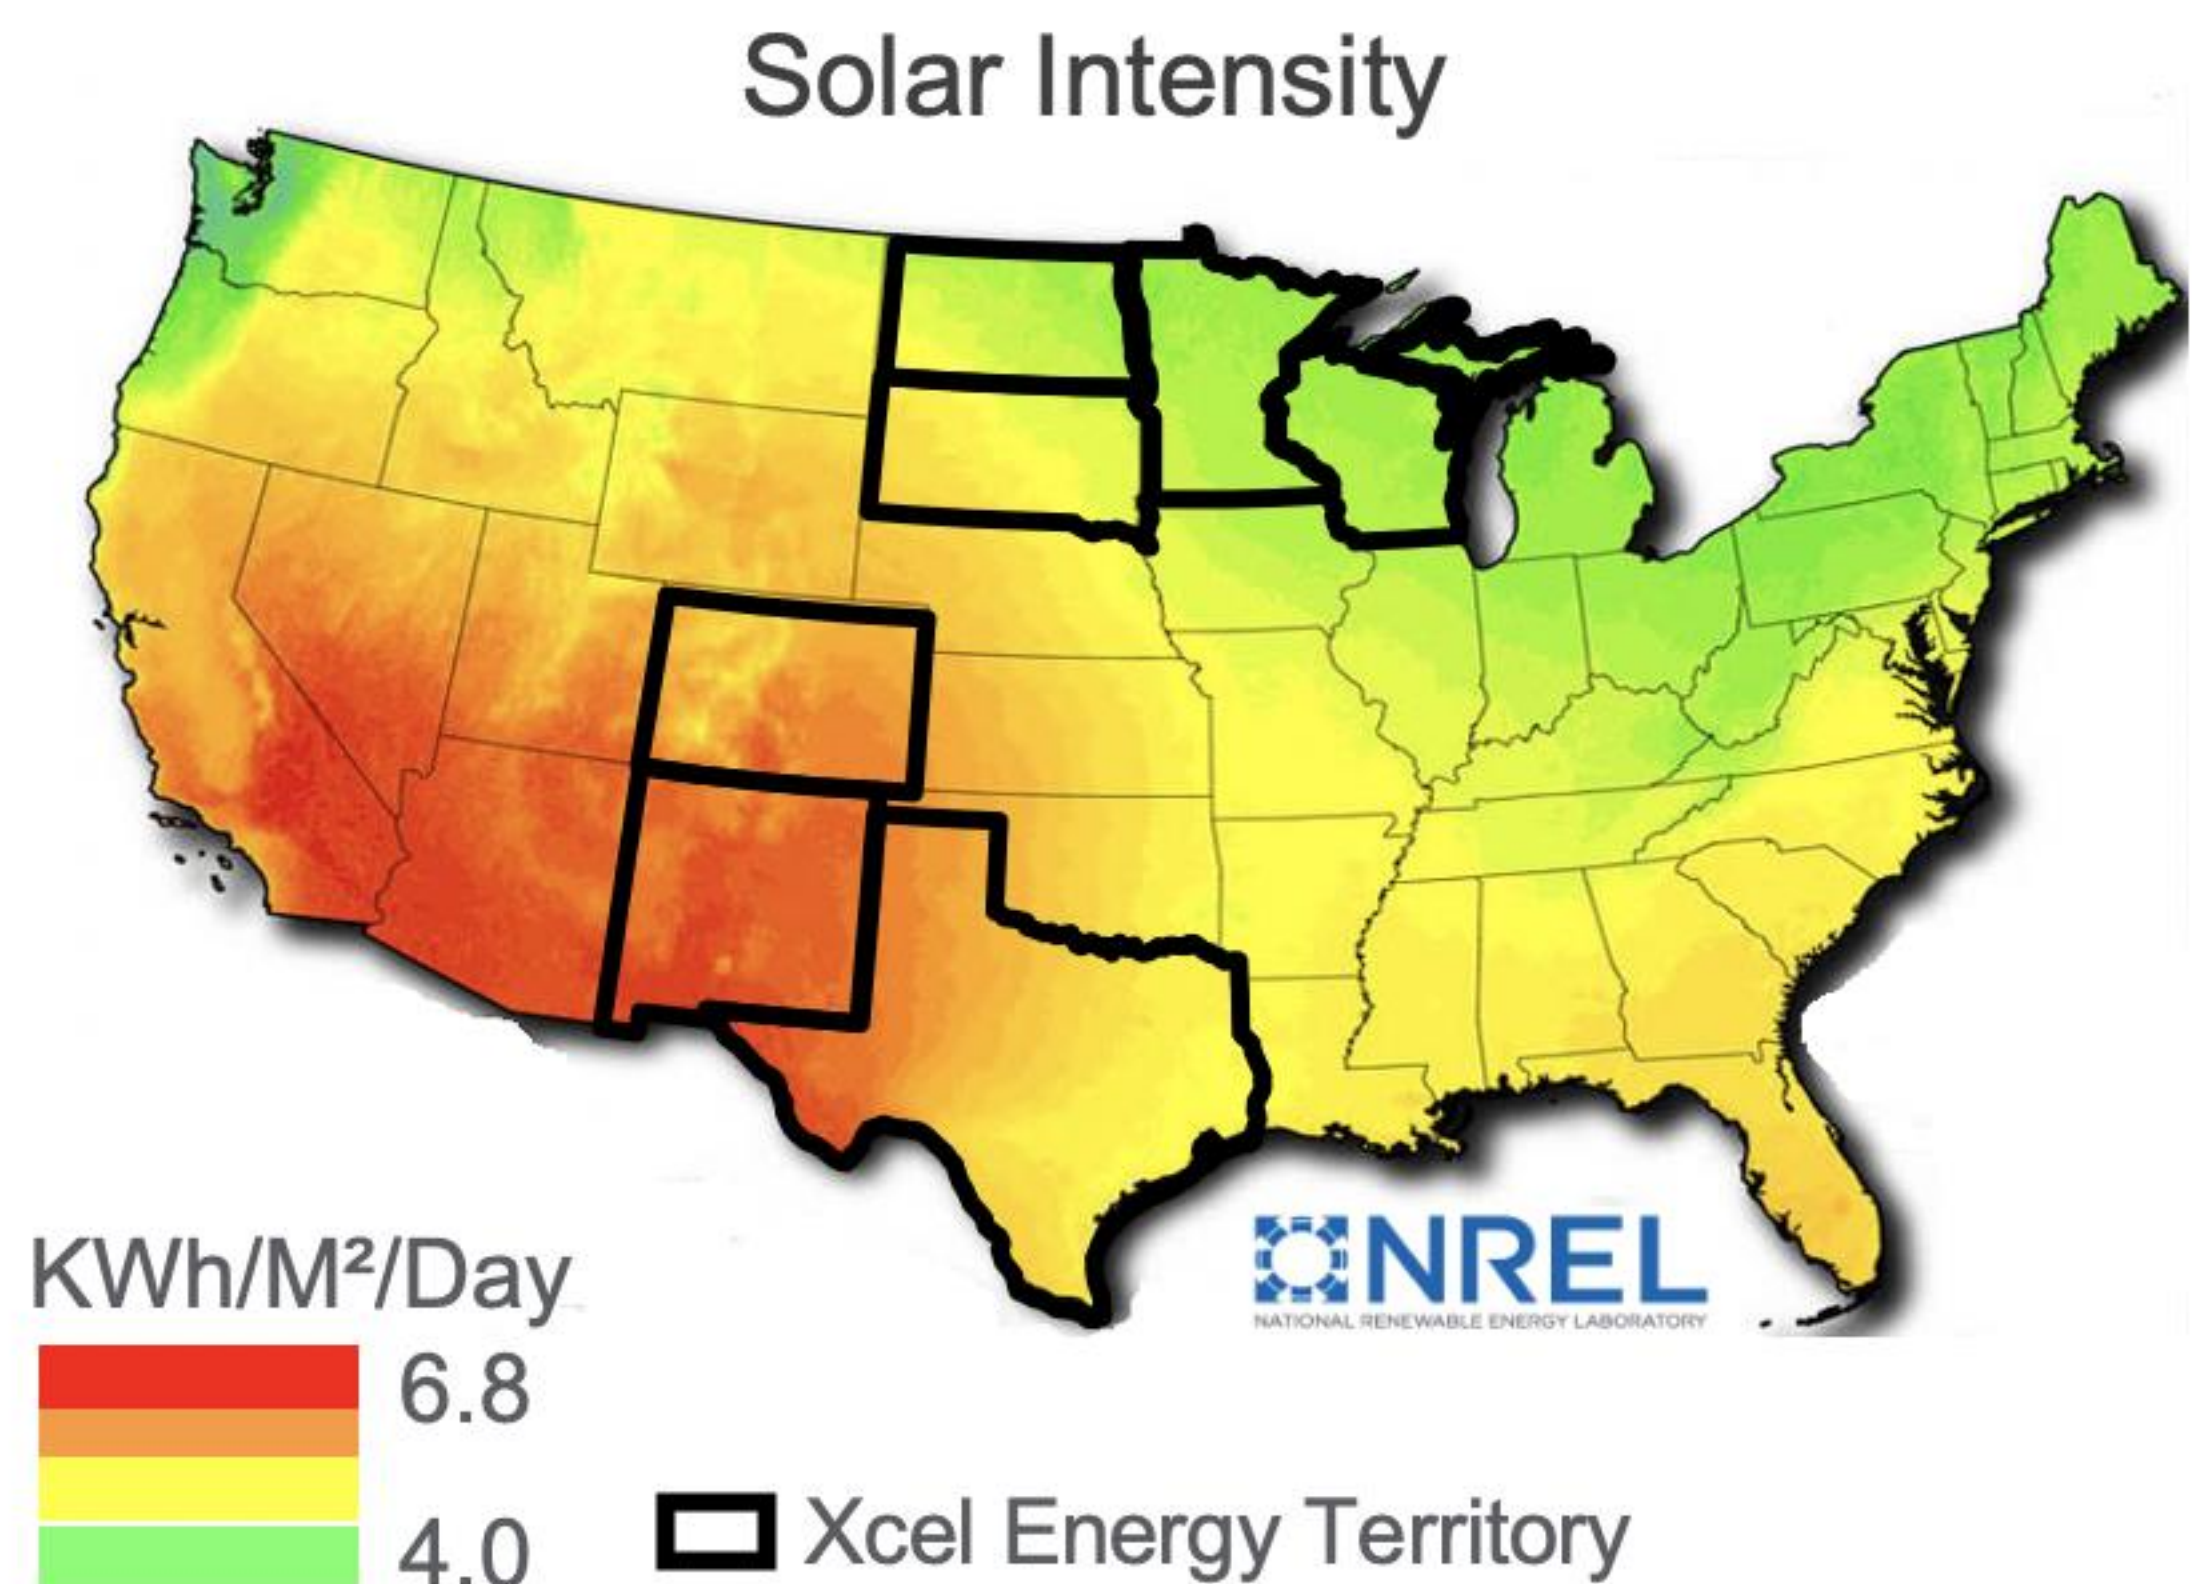 Solar Intensity
NREL
NATIONAL RENEWABLE ENERGY LABORATORY
KWh/M²/Day
6.8
4.0
Xcel Energy Territory